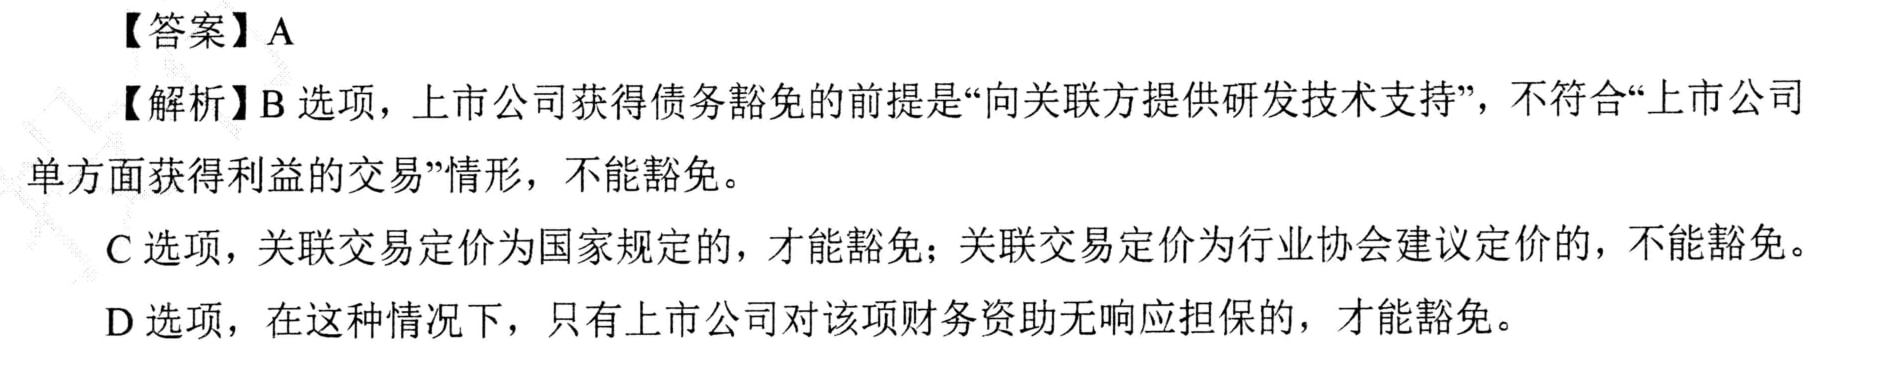 【答案】A
【解析】B 选项，上市公司获得债务豁免的前提是“向关联方提供研发技术支持”，不符合“上市公司
单方面获得利益的交易”情形，不能豁免。
C 选项，关联交易定价为国家规定的，才能豁免；关联交易定价为行业协会建议定价的，不能豁免。
D 选项，在这种情况下，只有上市公司对该项财务资助无响应担保的，才能豁免。